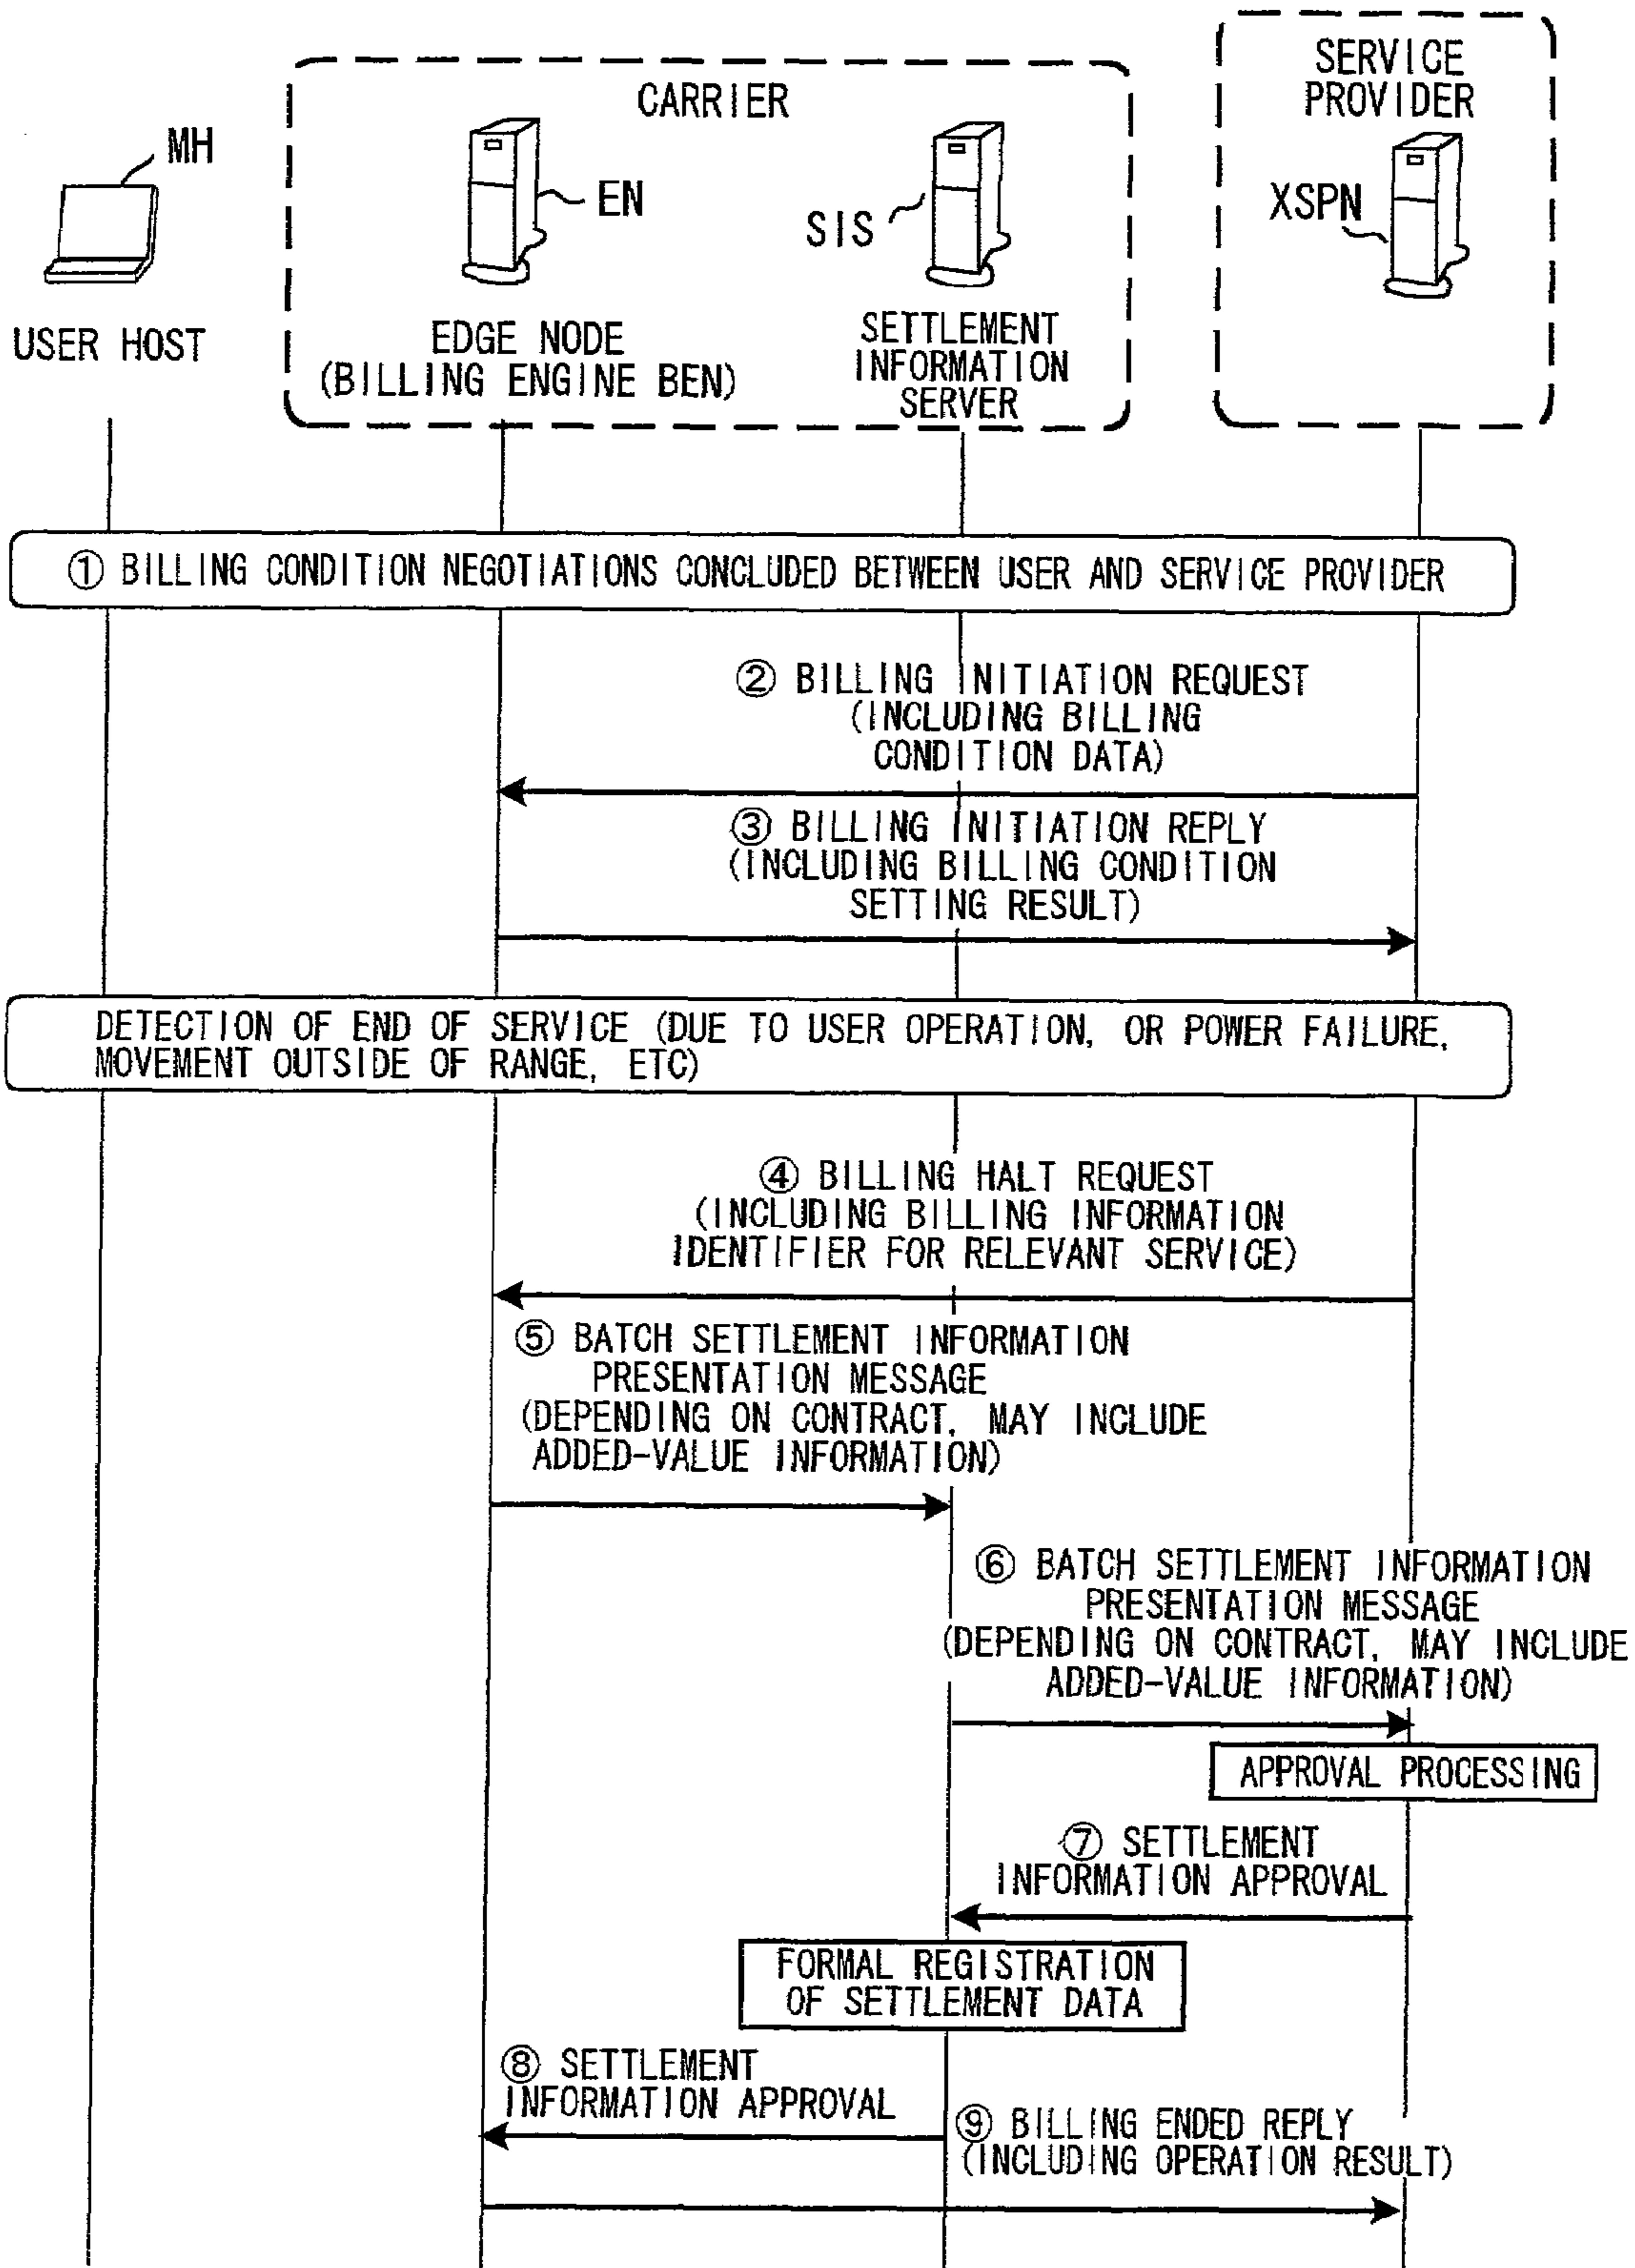 SERVICE
PROVIDER
CARRIER
MH
EN
SIS
XSPN
USER HOST
EDGE NODE
(BILLING ENGINE BEN)
SETTLEMENT
INFORMATION
SERVER
① BILLING CONDITION NEGOTIATIONS CONCLUDED BETWEEN USER AND SERVICE PROVIDER
② BILLING INITIATION REQUEST
(INCLUDING BILLING
CONDITION DATA)
③ BILLING INITIATION REPLY
(INCLUDING BILLING CONDITION
SETTING RESULT)
DETECTION OF END OF SERVICE (DUE TO USER OPERATION, OR POWER FAILURE,
MOVEMENT OUTSIDE OF RANGE, ETC)
④ BILLING HALT REQUEST
(INCLUDING BILLING INFORMATION
IDENTIFIER FOR RELEVANT SERVICE)
⑤ BATCH SETTLEMENT INFORMATION
PRESENTATION MESSAGE
(DEPENDING ON CONTRACT, MAY INCLUDE
ADDED-VALUE INFORMATION)
⑥ BATCH SETTLEMENT INFORMATION
PRESENTATION MESSAGE
(DEPENDING ON CONTRACT, MAY INCLUDE
ADDED-VALUE INFORMATION)
APPROVAL PROCESSING
⑦ SETTLEMENT
INFORMATION APPROVAL
FORMAL REGISTRATION
OF SETTLEMENT DATA
⑧ SETTLEMENT
INFORMATION APPROVAL
⑨ BILLING ENDED REPLY
(INCLUDING OPERATION RESULT)